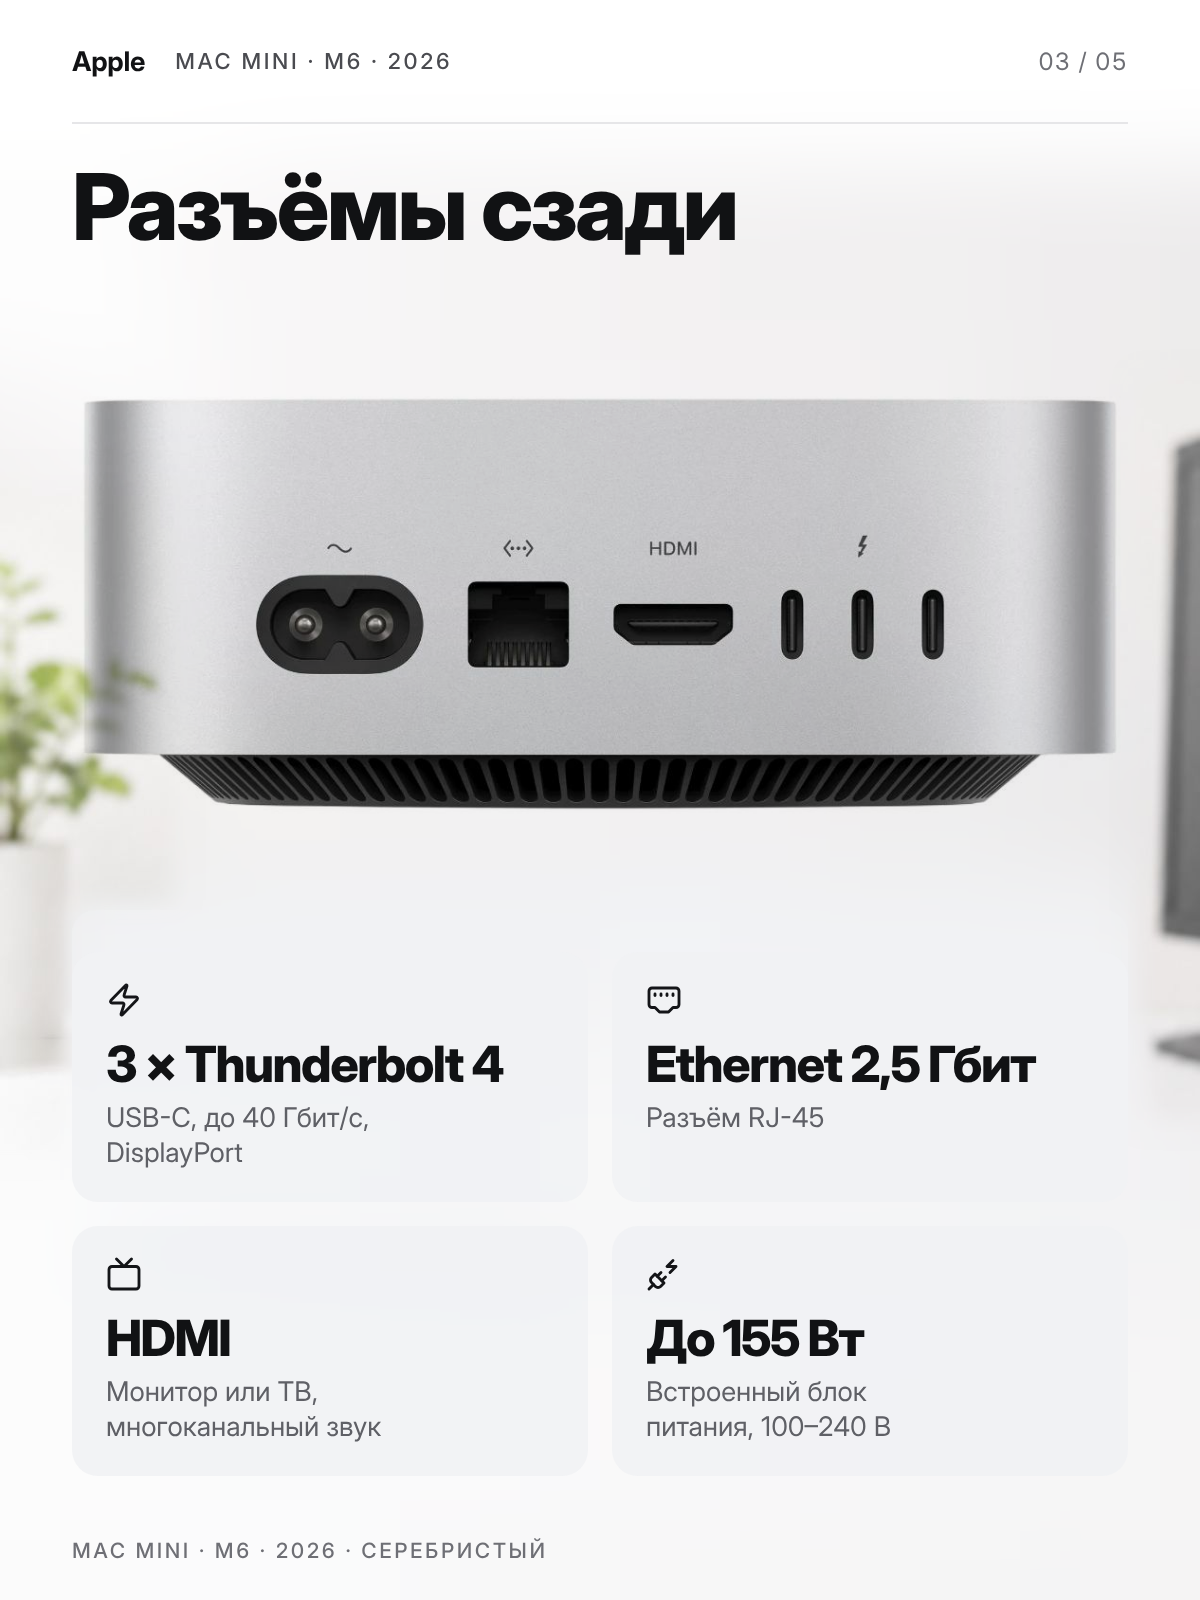 Apple MAC MINI · M6 · 2026 03 / 05
Разъёмы сзади
HDMI
3 × Thunderbolt 4
USB-C, до 40 Гбит/с,
DisplayPort
Ethernet 2,5 Гбит
Разъём RJ-45
HDMI
Монитор или ТВ,
многоканальный звук
До 155 Вт
Встроенный блок
питания, 100–240 В
MAC MINI · M6 · 2026 · СЕРЕБРИСТЫЙ